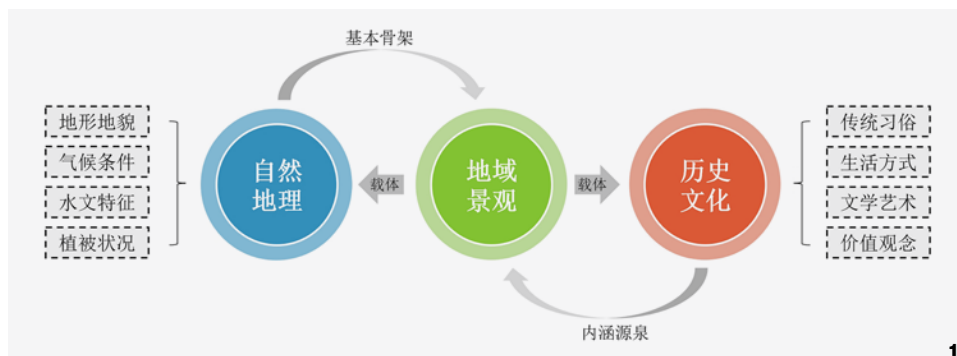 基本骨架
地形地貌
气候条件
水文特征
植被状况
自然
地理
载体
地域
景观
载体
历史
文化
传统习俗
生活方式
文学艺术
价值观念
内涵源泉
1